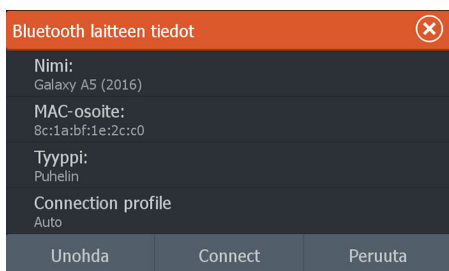 Bluetooth laitteen tiedot
Nimi:
Galaxy A5 (2016)
MAC-osoite:
8c:1a:bf:1e:2c:c0
Tyyppi:
Puhelin
Connection profile
Auto
Unohda Connect Peruuta